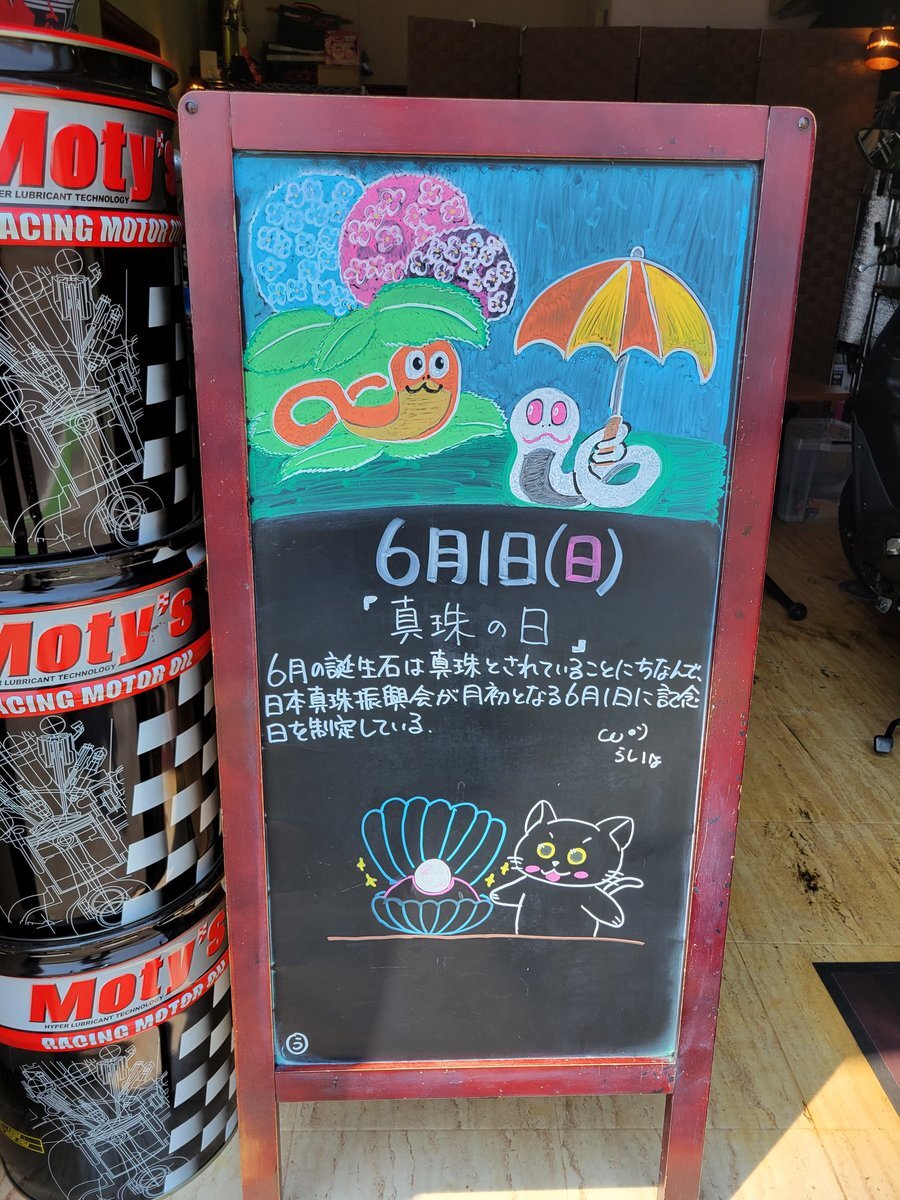 Moty's
HYPER LUBRICANT TECHNOLOGY
RACING MOTOR OIL
Moty's
HYPER LUBRICANT TECHNOLOGY
RACING MOTOR OIL
Moty's
HYPER LUBRICANT TECHNOLOGY
RACING MOTOR OIL
6月1日(日)
『真珠の日』
6月の誕生石は真珠とされていることにちなんで、
日本真珠振興会が月初となる6月1日に記念
日を制定している.
う